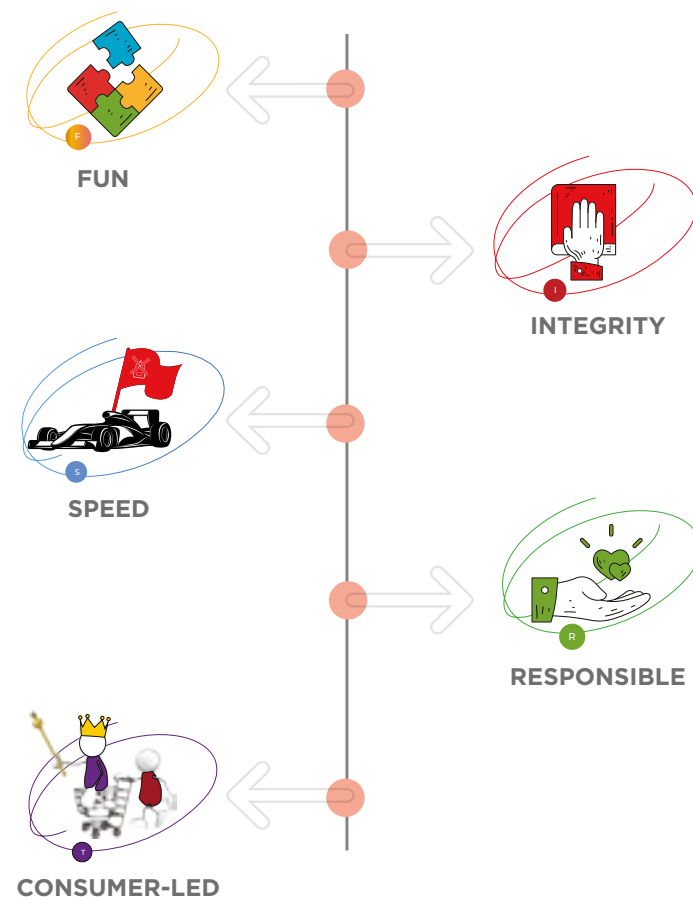 F
FUN
I
INTEGRITY
S
SPEED
R
RESPONSIBLE
T
CONSUMER-LED